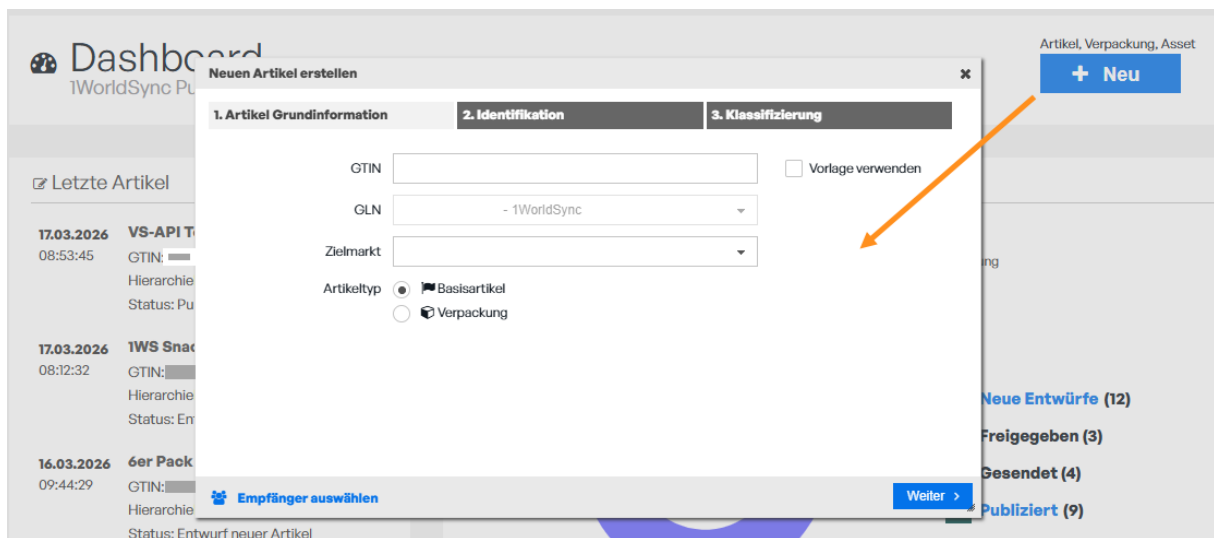 Dashboard
1WorldSync Pu
Artikel, Verpackung, Asset
+ Neu
Neuen Artikel erstellen
1. Artikel Grundinformation
2. Identifikation
3. Klassifizierung
GTIN
Vorlage verwenden
GLN
- 1WorldSync
Zielmarkt
Artikeltyp
Basisartikel
Verpackung
Empfänger auswählen
Weiter >
Letzte Artikel
17.03.2026
08:53:45
VS-API T
GTIN:
Hierarchie
Status: Pu
17.03.2026
08:12:32
1WS Snac
GTIN:
Hierarchie
Status: En
16.03.2026
09:44:29
6er Pack
GTIN:
Hierarchie
Status: Entwurf neuer Artikel
ng
Neue Entwürfe (12)
Freigegeben (3)
Gesendet (4)
Publiziert (9)